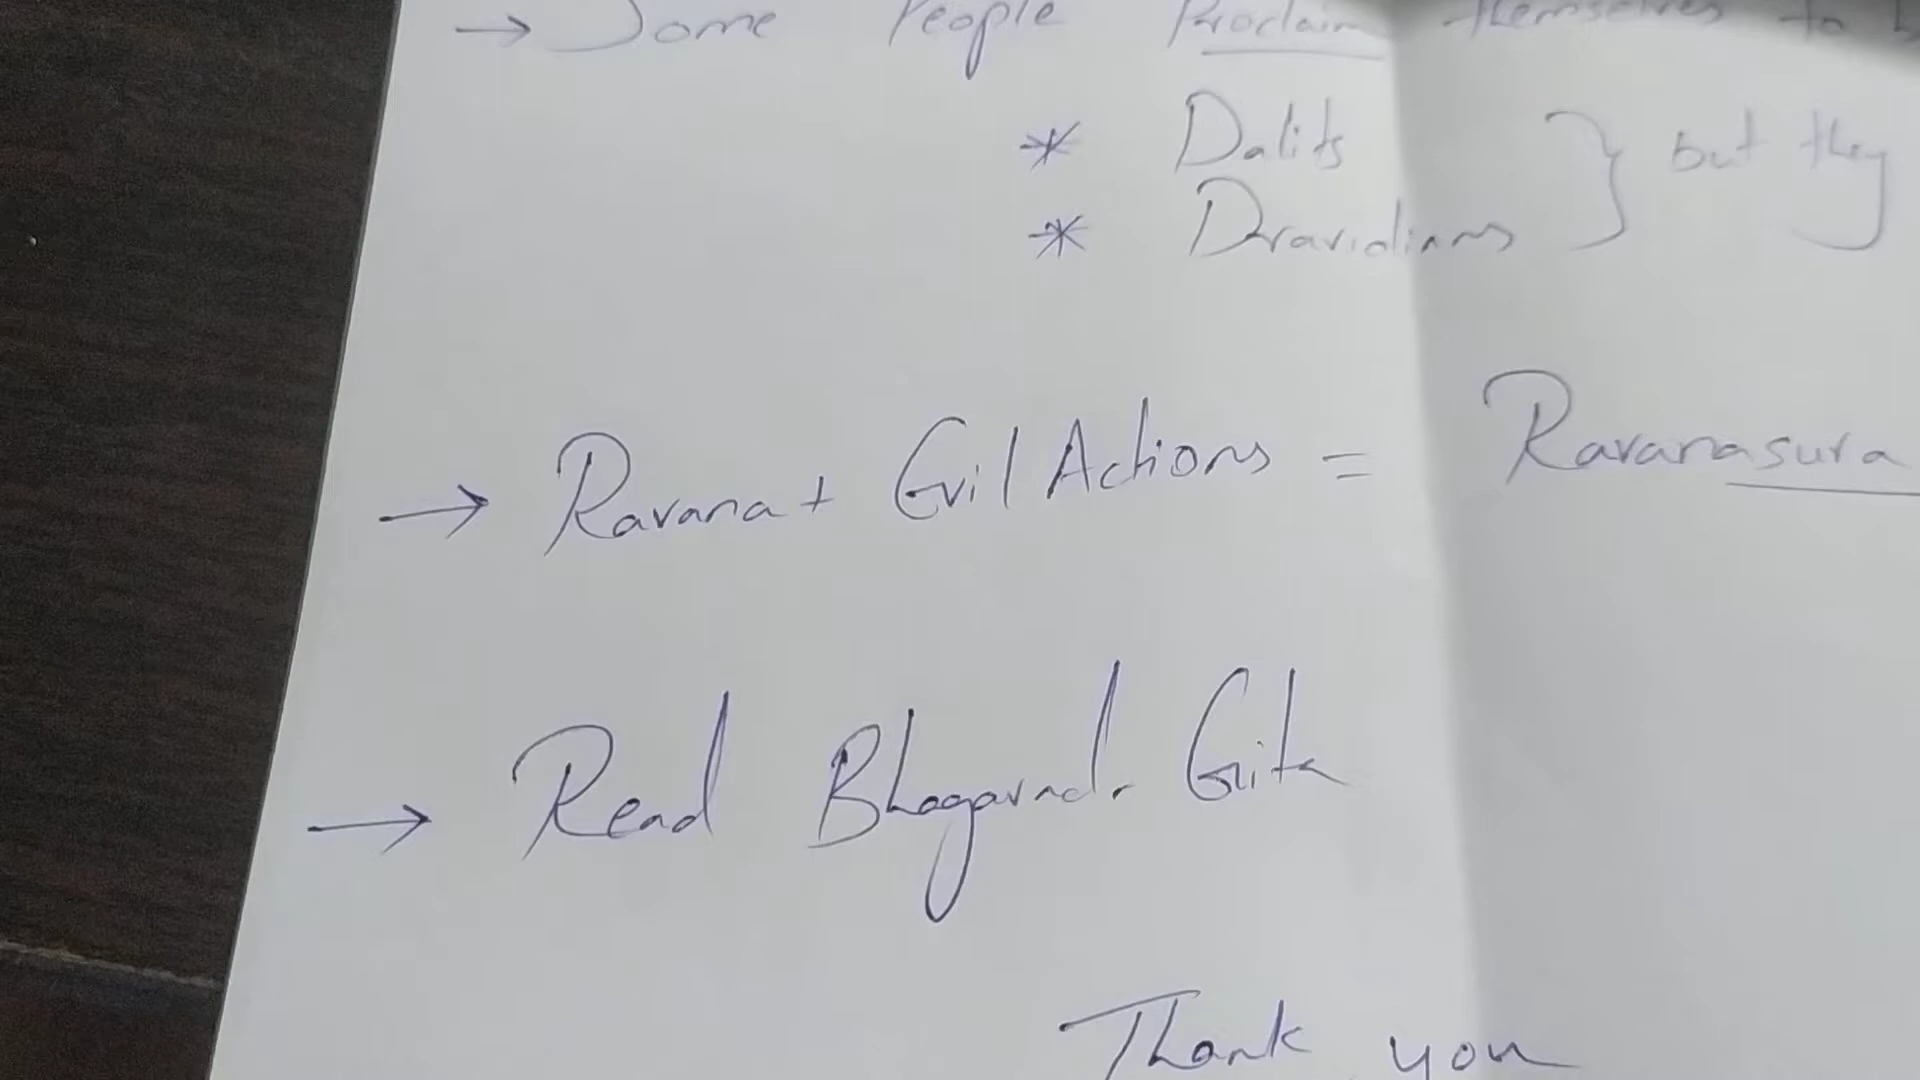 → Some People Proclaim themselves to b
* Dalits
* Dravidians } but they
→ Ravana + Evil Actions = Ravanasura
→ Read Bhagavad. Gita
Thank you